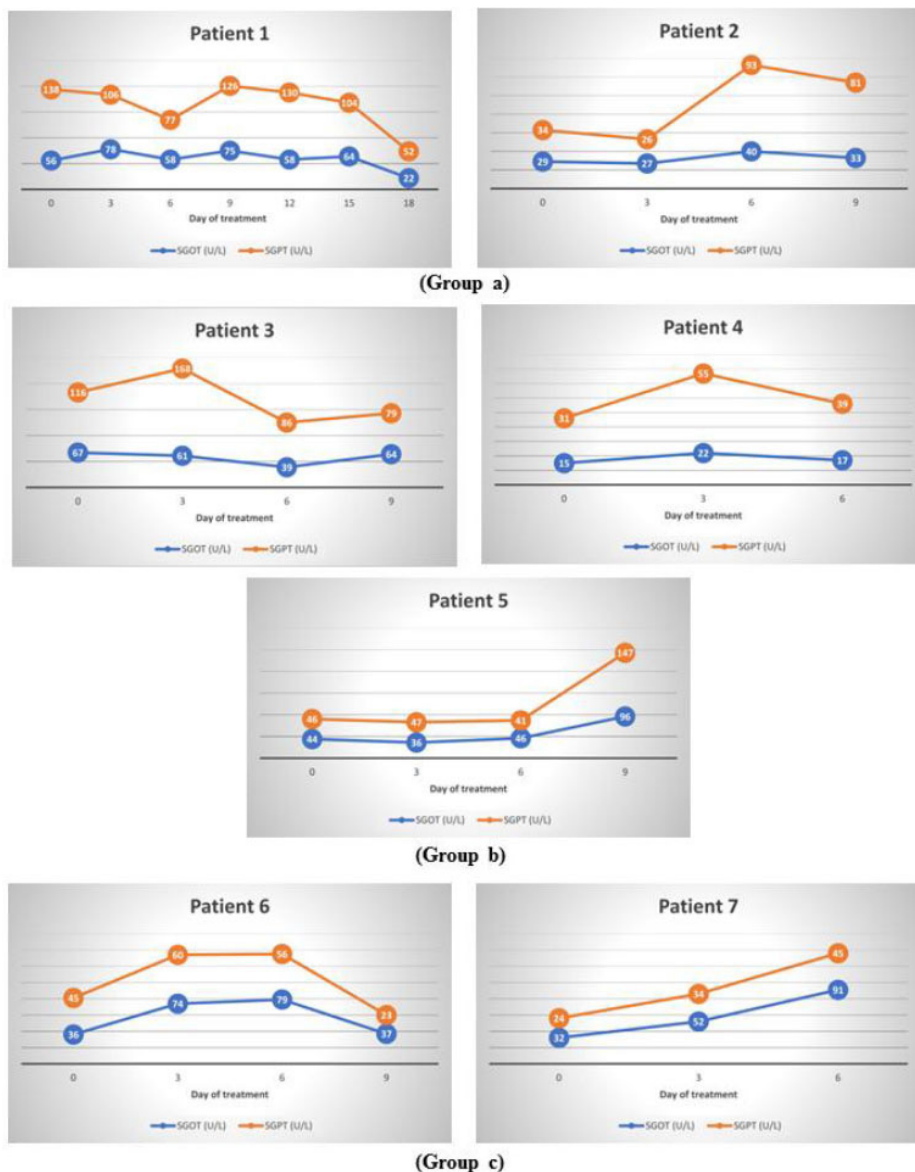 Patient 1
138 106 77 126 130 104 52
56 78 58 75 58 64 22
0 3 6 9 12 15 18
Day of treatment
SGOT (U/L) SGPT (U/L)
Patient 2
34 26 93 81
29 27 40 33
0 3 6 9
Day of treatment
SGOT (U/L) SGPT (U/L)
(Group a)
Patient 3
116 168 86 79
67 61 39 64
0 3 6 9
Day of treatment
SGOT (U/L) SGPT (U/L)
Patient 4
31 55 39
15 22 17
0 3 6
Day of treatment
SGOT (U/L) SGPT (U/L)
Patient 5
46 47 41 147
44 36 46 96
0 3 6 9
Day of treatment
SGOT (U/L) SGPT (U/L)
(Group b)
Patient 6
45 60 56 23
36 74 79 37
0 3 6 9
Day of treatment
SGOT (U/L) SGPT (U/L)
Patient 7
24 34 45
32 52 91
0 3 6
Day of treatment
SGOT (U/L) SGPT (U/L)
(Group c)